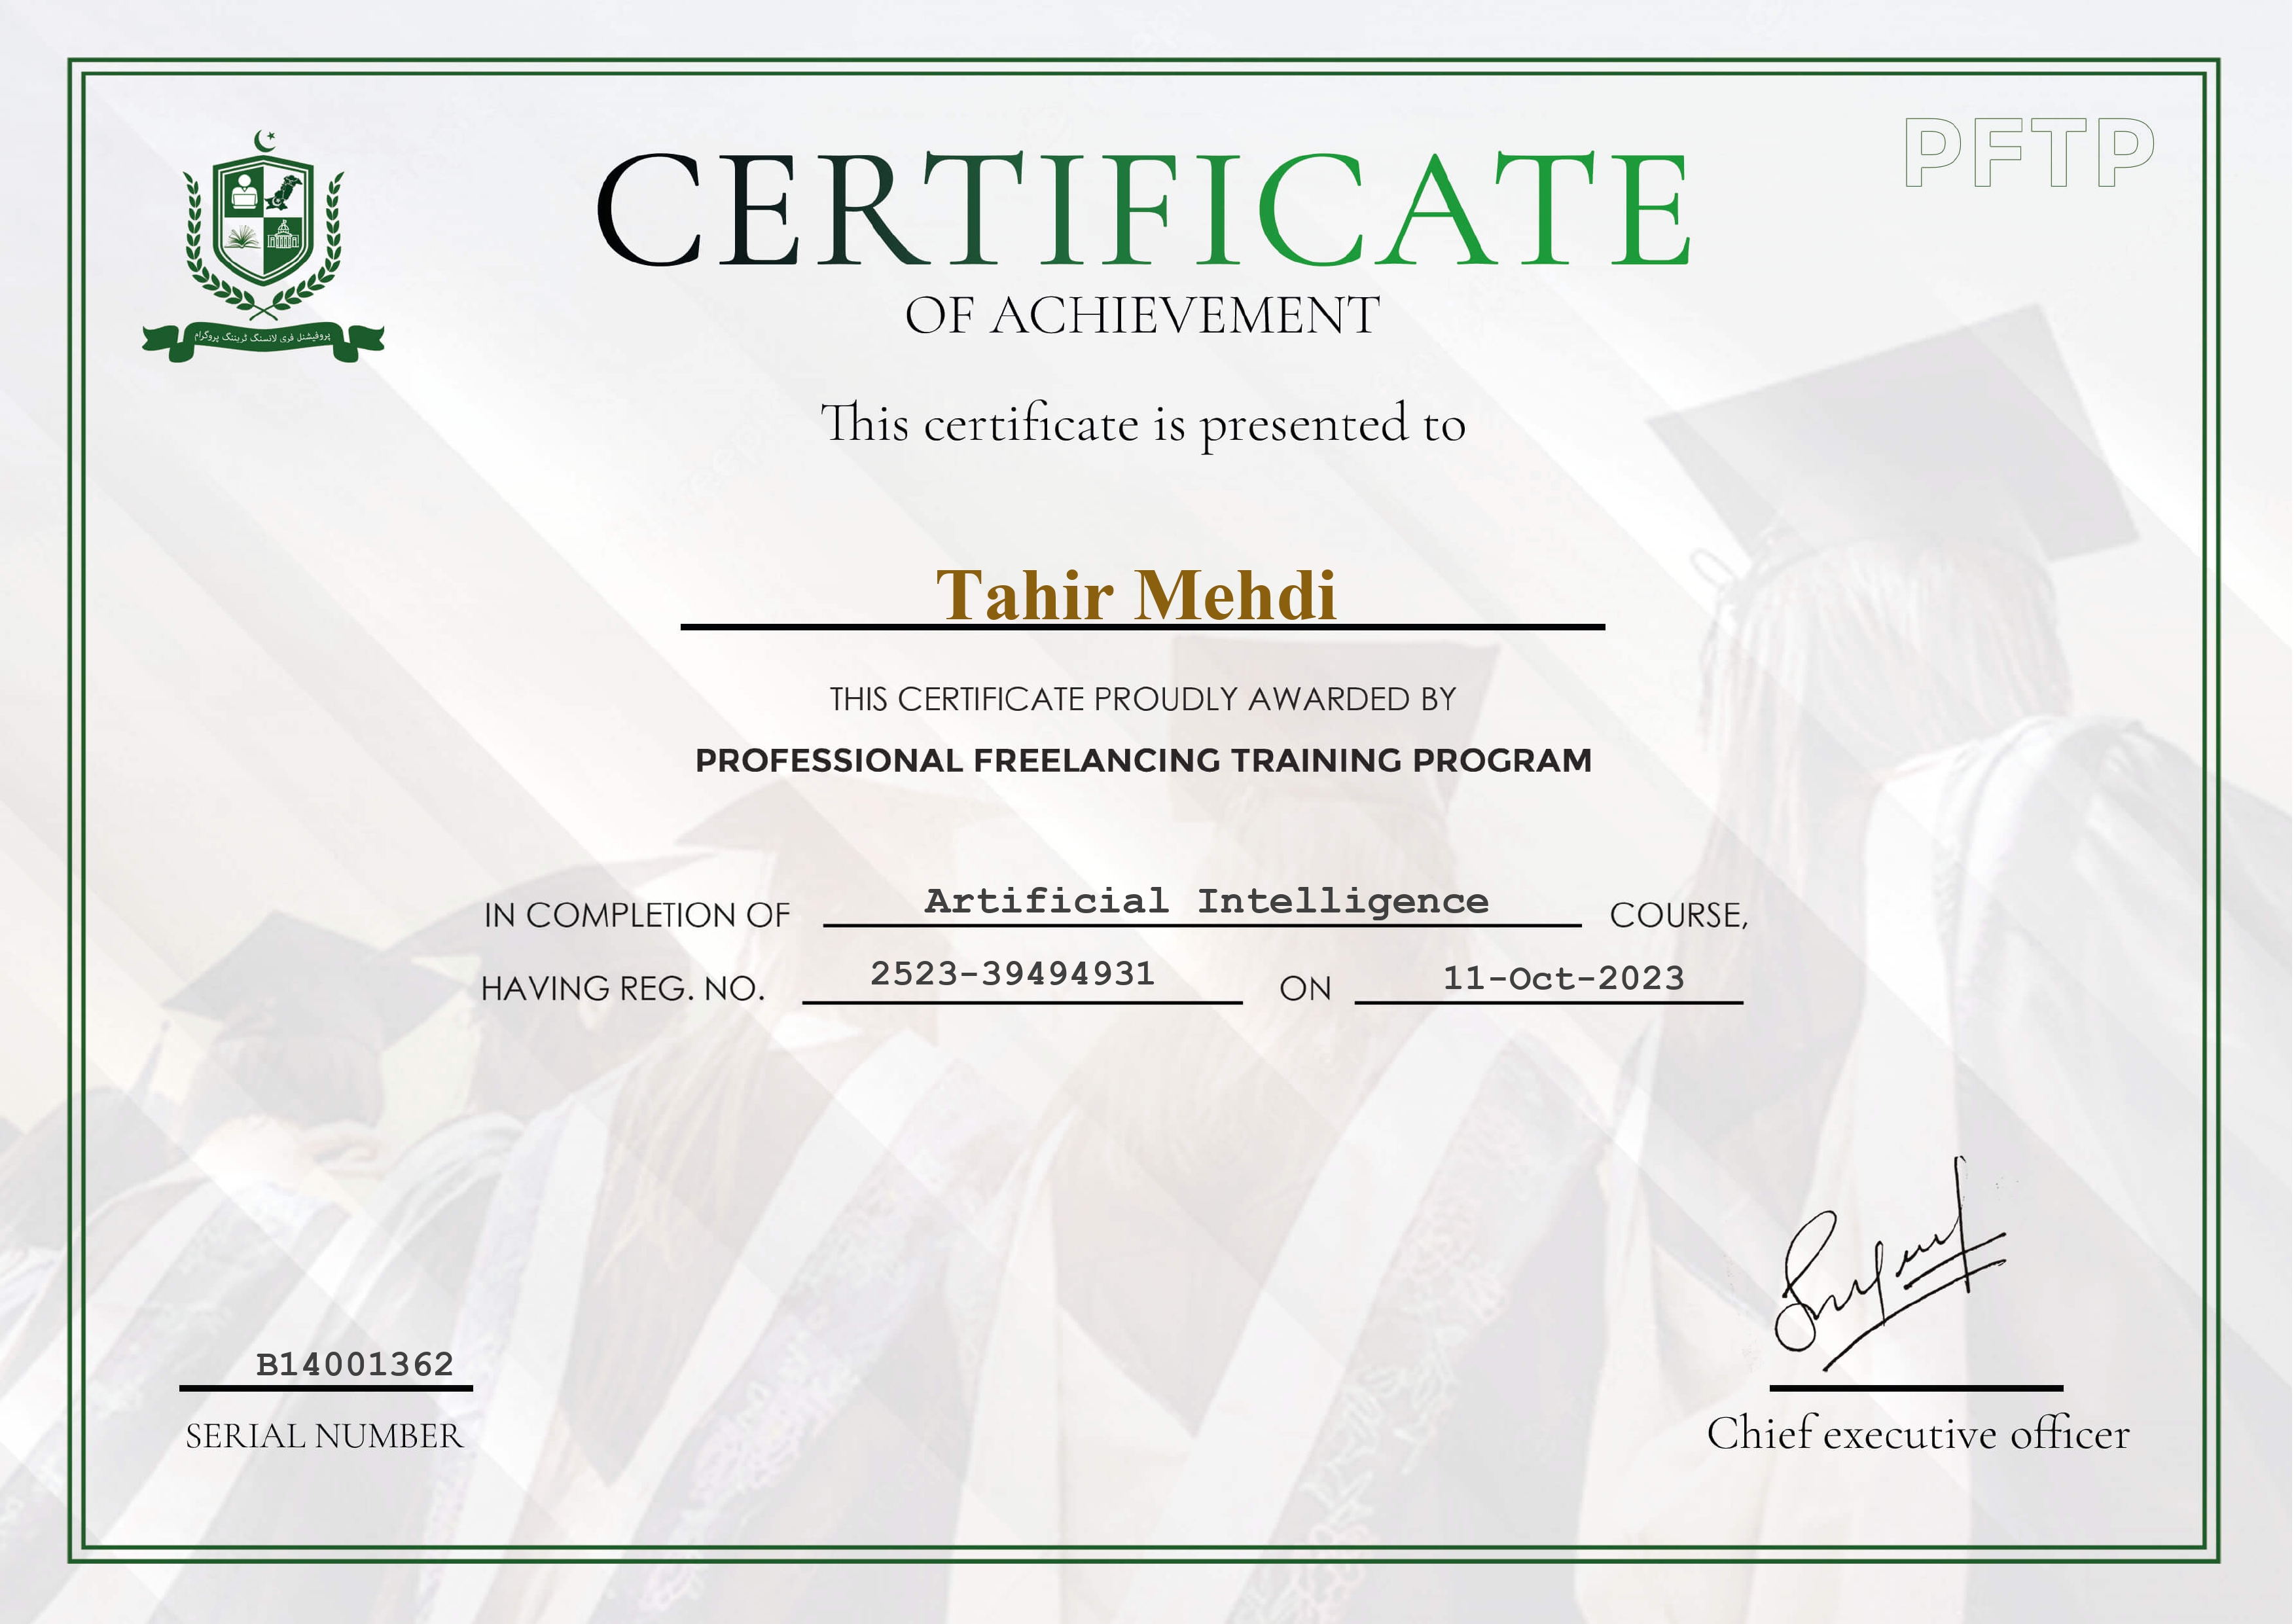 PFTP
CERTIFICATE
OF ACHIEVEMENT
پروفیشنل فری لانسنگ ٹریننگ پروگرام
This certificate is presented to
Tahir Mehdi
THIS CERTIFICATE PROUDLY AWARDED BY
PROFESSIONAL FREELANCING TRAINING PROGRAM
IN COMPLETION OF Artificial Intelligence COURSE,
HAVING REG. NO. 2523-39494931 ON 11-Oct-2023
B14001362
SERIAL NUMBER
Chief executive officer